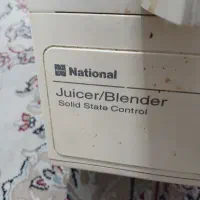 National
Juicer/Blender
Solid State Control